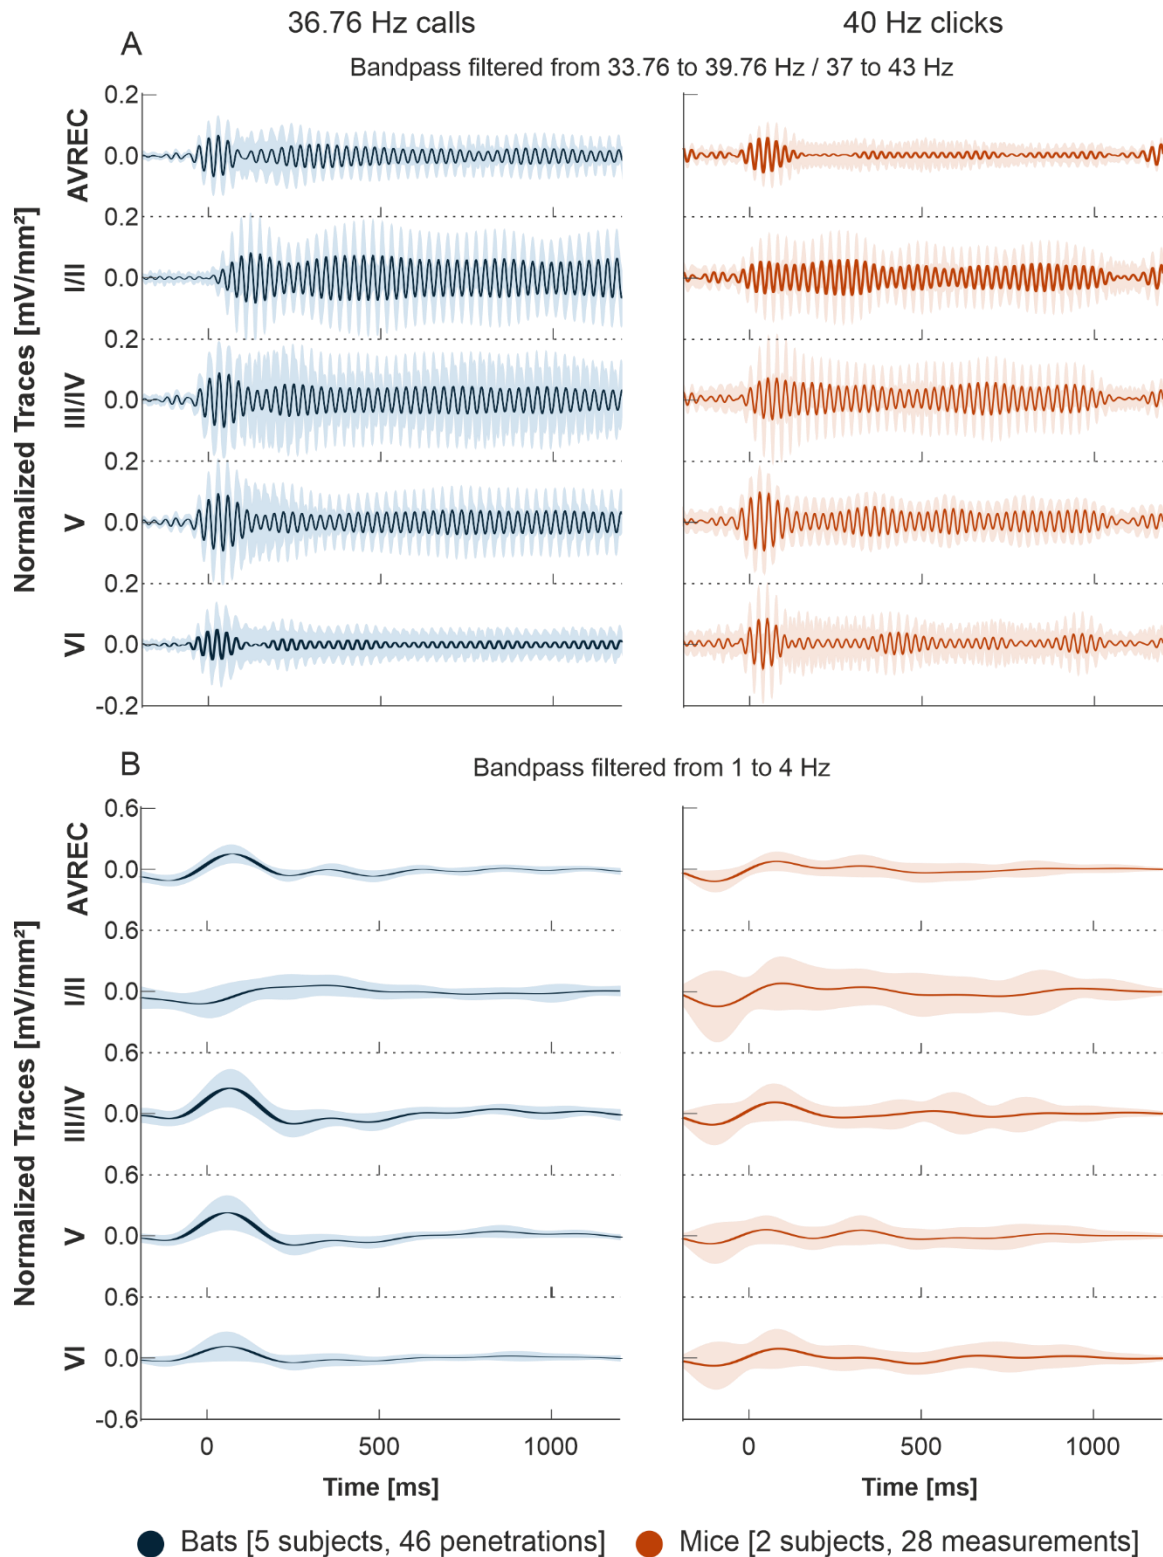 36.76 Hz calls 40 Hz clicks
A
Bandpass filtered from 33.76 to 39.76 Hz / 37 to 43 Hz
Normalized Traces [mV/mm²]
0.2
AVREC
0.0
0.2
I/II
0.0
0.2
III/IV
0.0
0.2
V
0.0
0.2
VI
0.0
-0.2
B
Bandpass filtered from 1 to 4 Hz
Normalized Traces [mV/mm²]
0.6
AVREC
0.0
0.6
I/II
0.0
0.6
III/IV
0.0
0.6
V
0.0
0.6
VI
0.0
-0.6
0 500 1000 0 500 1000
Time [ms] Time [ms]
Bats [5 subjects, 46 penetrations] Mice [2 subjects, 28 measurements]